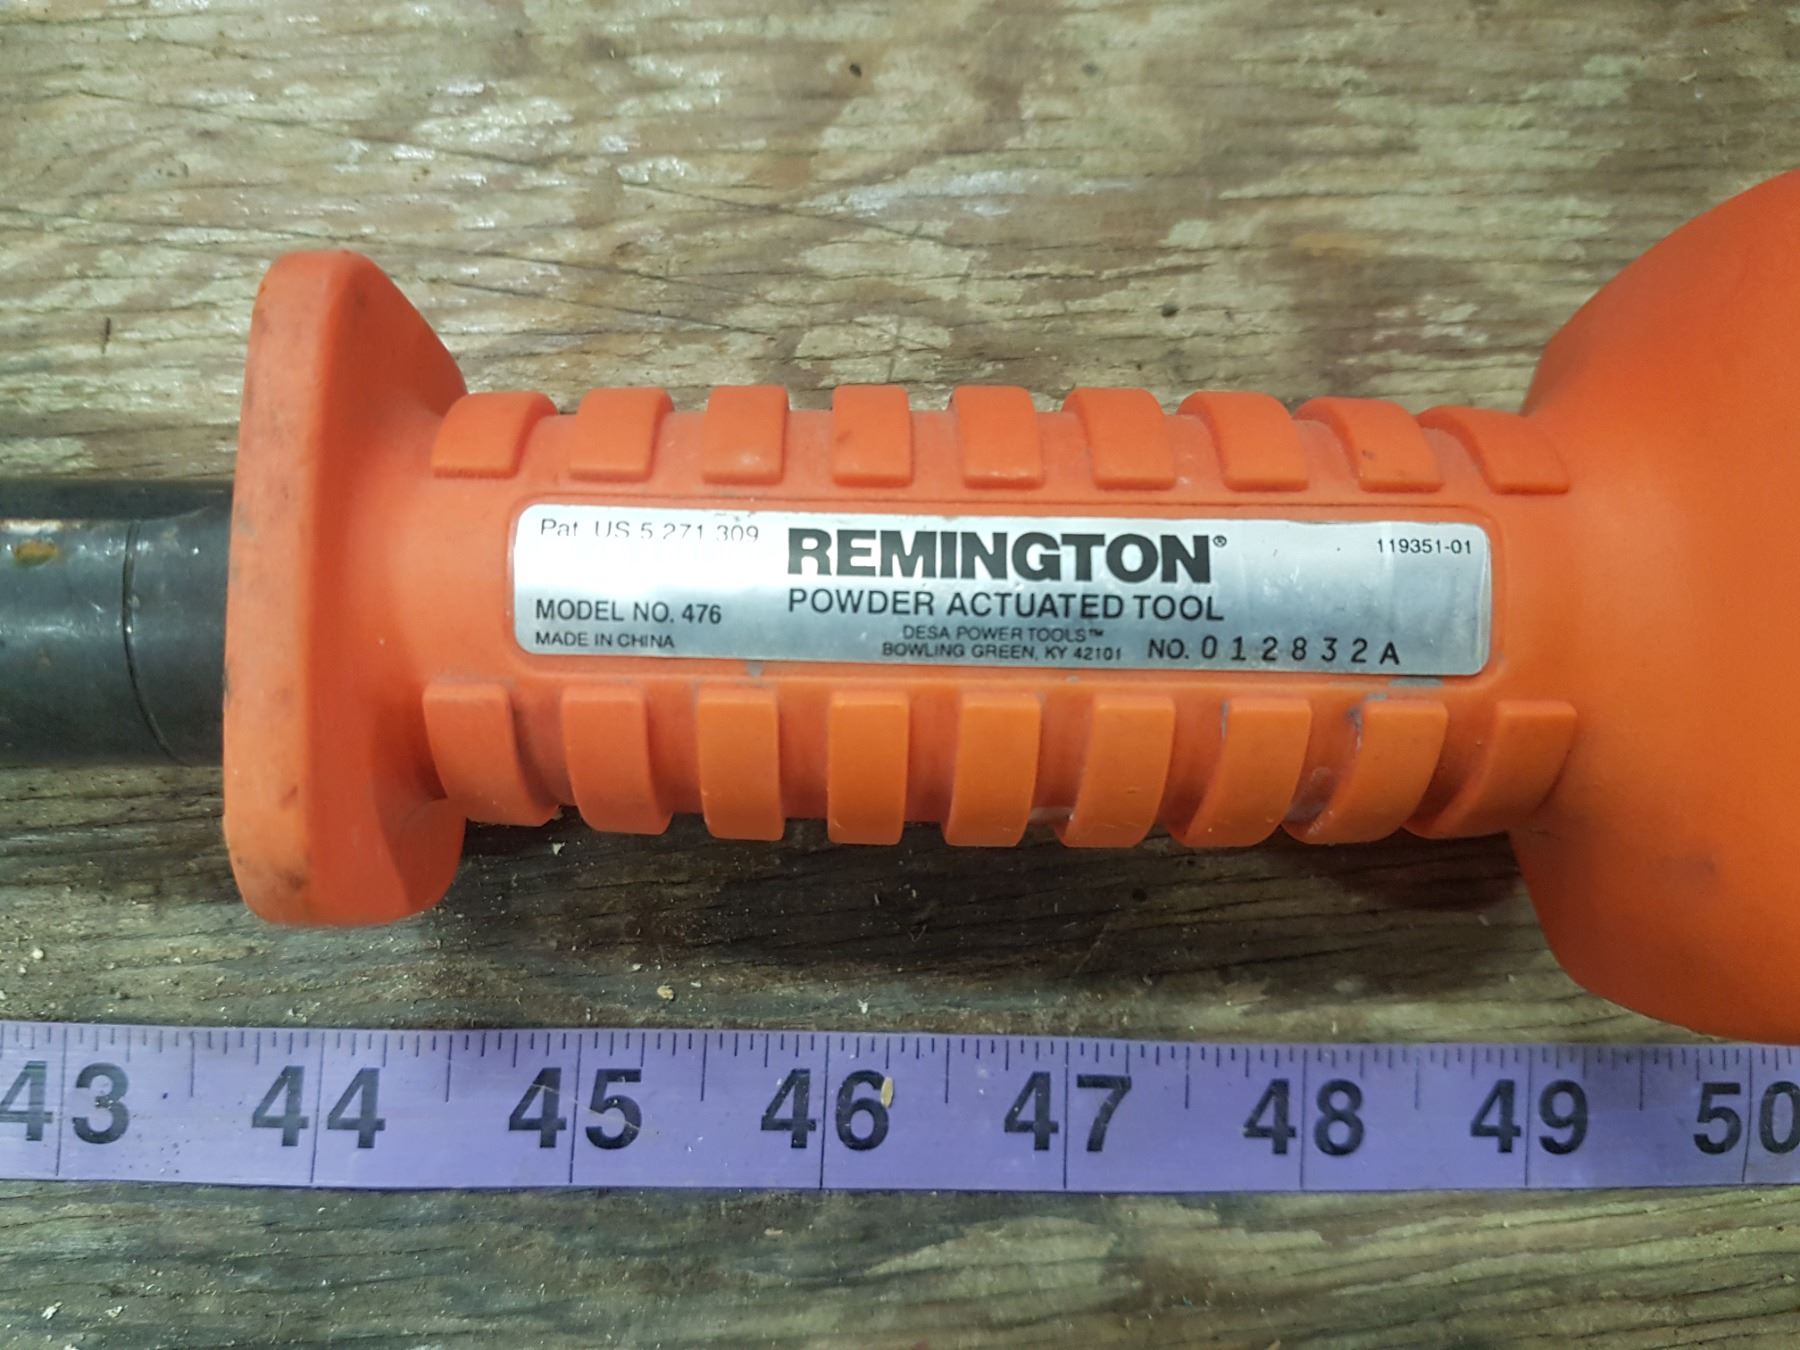 Pat. US 5,271,309
REMINGTON®
119351-01
MODEL NO. 476
POWDER ACTUATED TOOL
MADE IN CHINA
DESA POWER TOOLS™
BOWLING GREEN, KY 42101
NO. 012832A
43 44 45 46 47 48 49 50